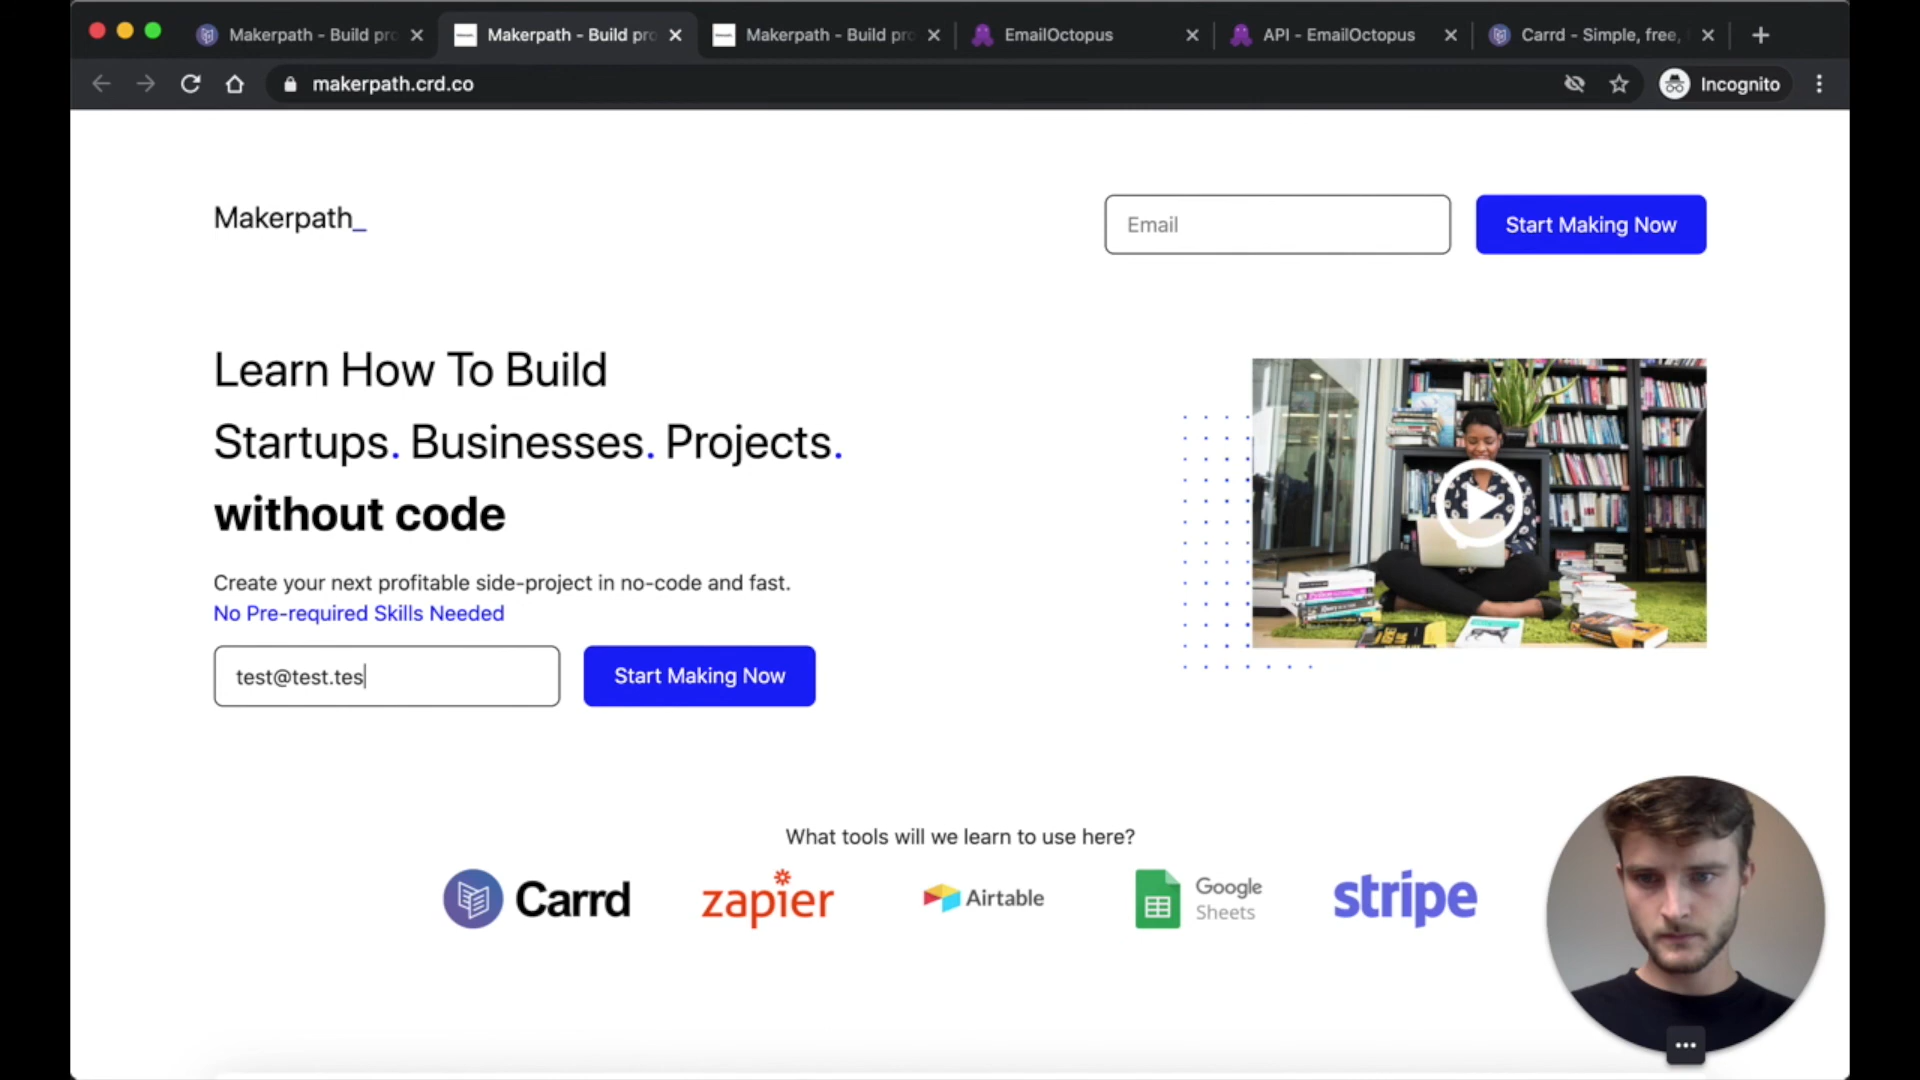 Makerpath - Build pro
Makerpath - Build pro
Makerpath - Build pro
EmailOctopus
API - EmailOctopus
Carrd - Simple, free,
makerpath.crd.co
Incognito
Makerpath_
Email
Start Making Now
Learn How To Build
Startups. Businesses. Projects.
without code
Create your next profitable side-project in no-code and fast.
No Pre-required Skills Needed
test@test.tes
Start Making Now
What tools will we learn to use here?
Carrd
zapier
Airtable
Google
Sheets
stripe